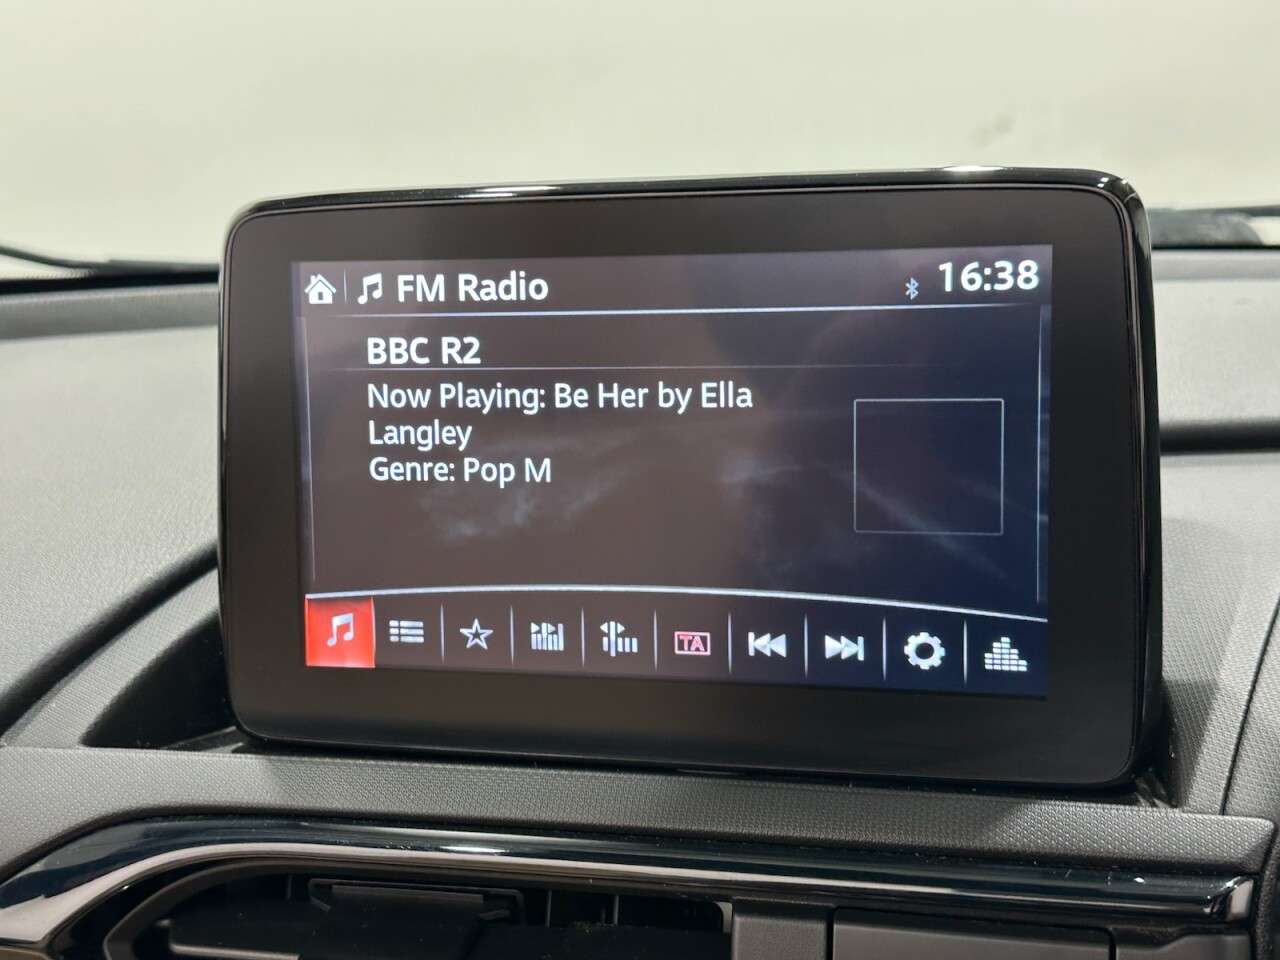 FM Radio
16:38
BBC R2
Now Playing: Be Her by Ella
Langley
Genre: Pop M
TA